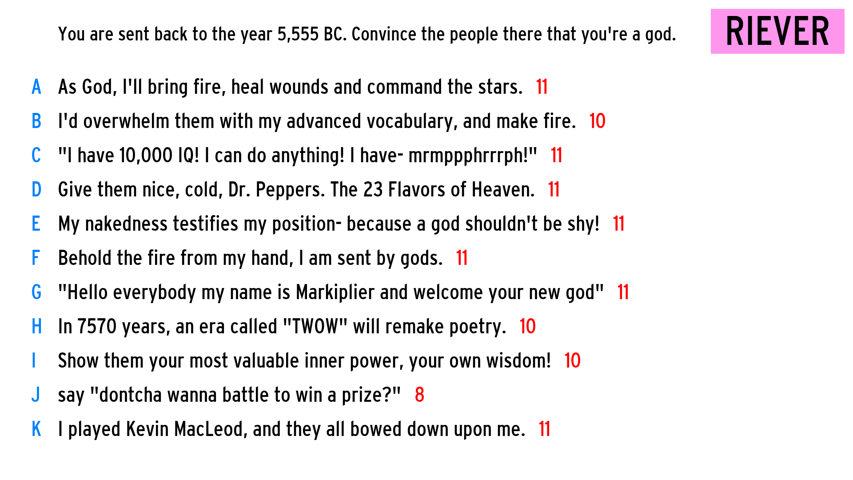 You are sent back to the year 5,555 BC. Convince the people there that you're a god.
RIEVER
A As God, I'll bring fire, heal wounds and command the stars. 11
B I'd overwhelm them with my advanced vocabulary, and make fire. 10
C "I have 10,000 IQ! I can do anything! I have- mrmppphrrrph!" 11
D Give them nice, cold, Dr. Peppers. The 23 Flavors of Heaven. 11
E My nakedness testifies my position- because a god shouldn't be shy! 11
F Behold the fire from my hand, I am sent by gods. 11
G "Hello everybody my name is Markiplier and welcome your new god" 11
H In 7570 years, an era called "TWOW" will remake poetry. 10
I Show them your most valuable inner power, your own wisdom! 10
J say "dontcha wanna battle to win a prize?" 8
K I played Kevin MacLeod, and they all bowed down upon me. 11